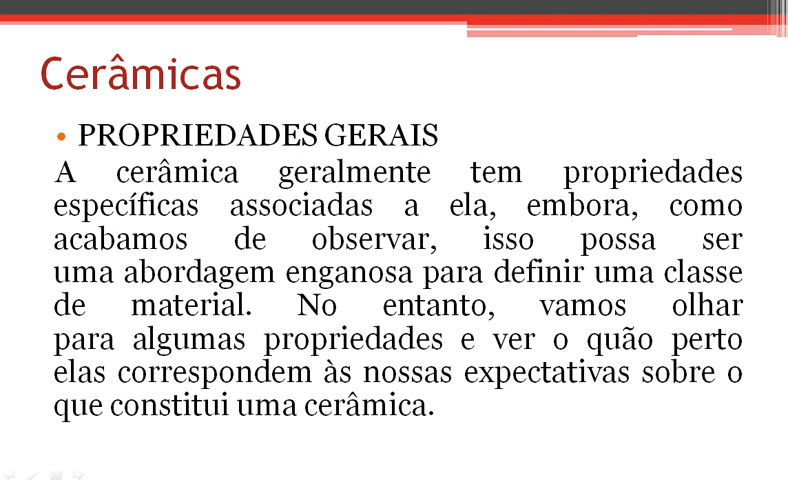 Cerâmicas
• PROPRIEDADES GERAIS
A cerâmica geralmente tem propriedades
específicas associadas a ela, embora, como
acabamos de observar, isso possa ser
uma abordagem enganosa para definir uma classe
de material. No entanto, vamos olhar
para algumas propriedades e ver o quão perto
elas correspondem às nossas expectativas sobre o
que constitui uma cerâmica.